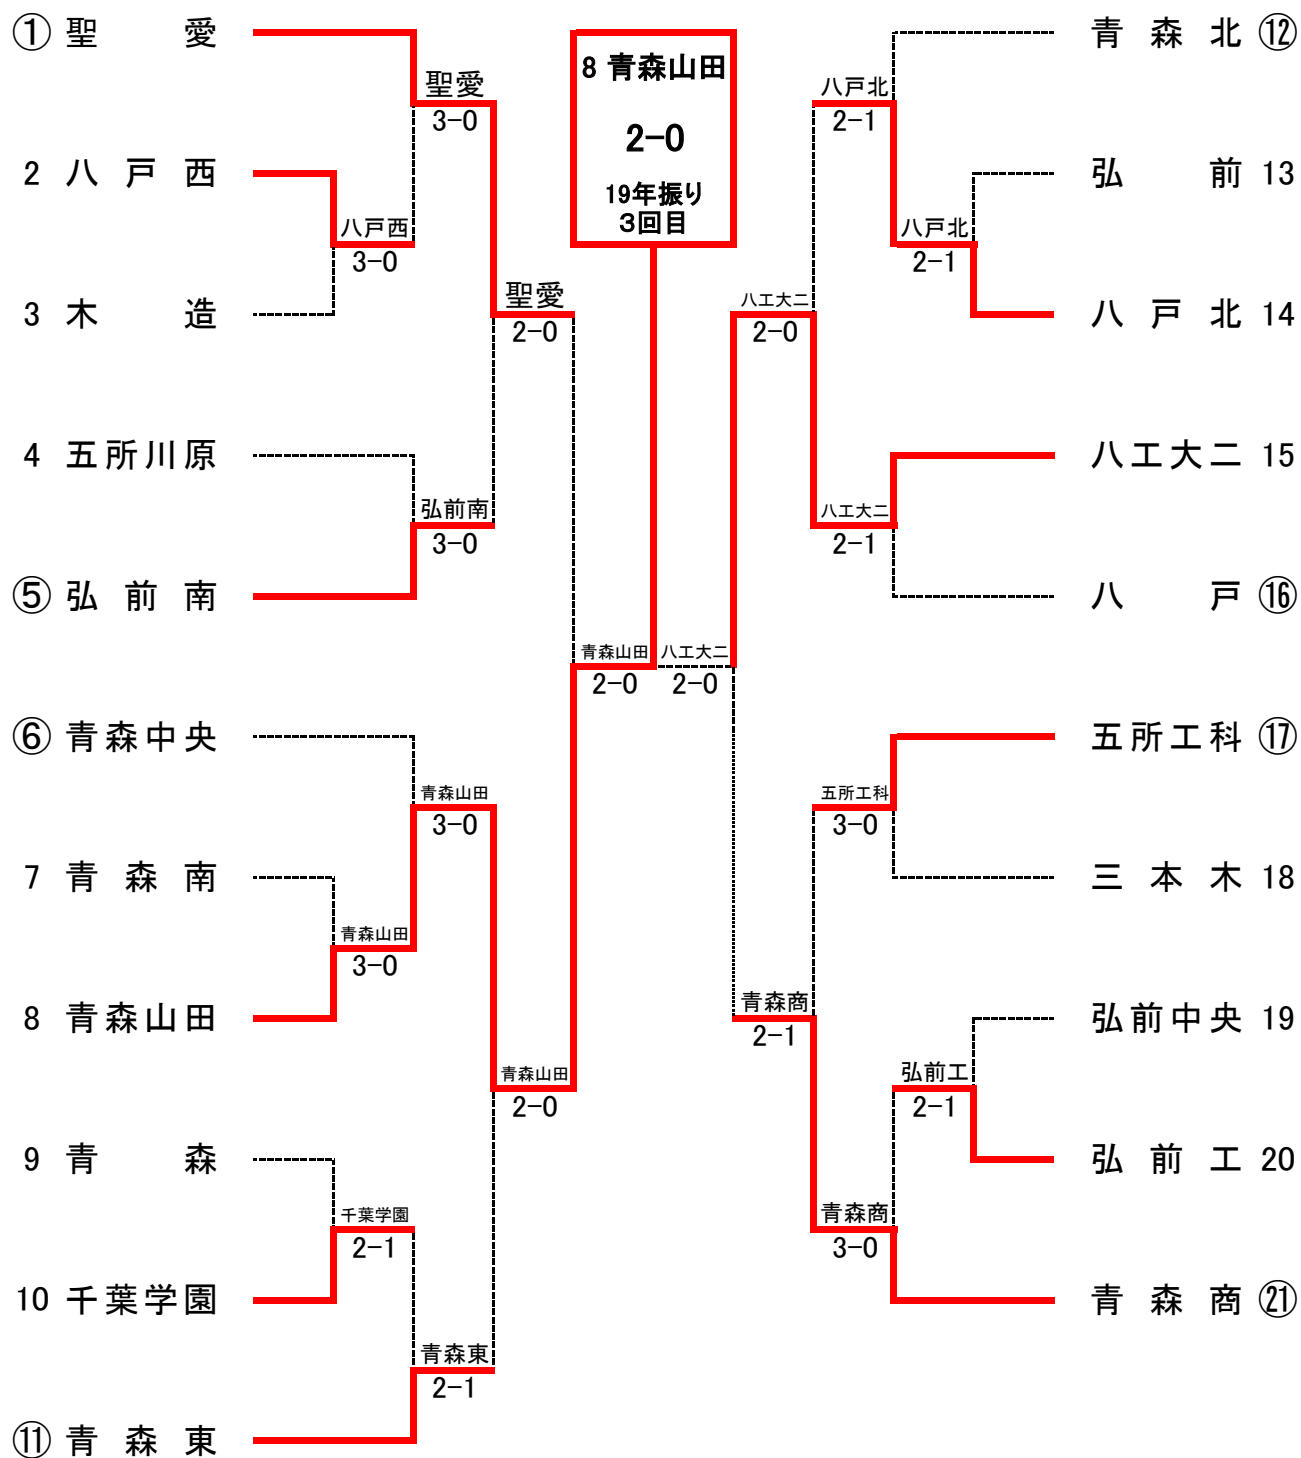 ① 聖愛
聖愛
3-0
2 八戸西
八戸西
3-0
3 木造
聖愛
2-0
4 五所川原
弘前南
3-0
⑤ 弘前南
青森山田
2-0
⑥ 青森中央
青森山田
3-0
7 青森南
青森山田
3-0
8 青森山田
青森山田
2-0
9 青森
千葉学園
2-1
10 千葉学園
青森東
2-1
⑪ 青森東
8 青森山田
2-0
19年振り
3回目
青森北 ⑫
八戸北
2-1
弘前 13
八戸北
2-1
八戸北 14
八工大二
2-0
八工大二 15
八工大二
2-1
八戸 ⑯
八工大二
2-0
五所工科 ⑰
五所工科
3-0
三本木 18
青森商
2-1
弘前中央 19
弘前工
2-1
弘前工 20
青森商
3-0
青森商 ㉑